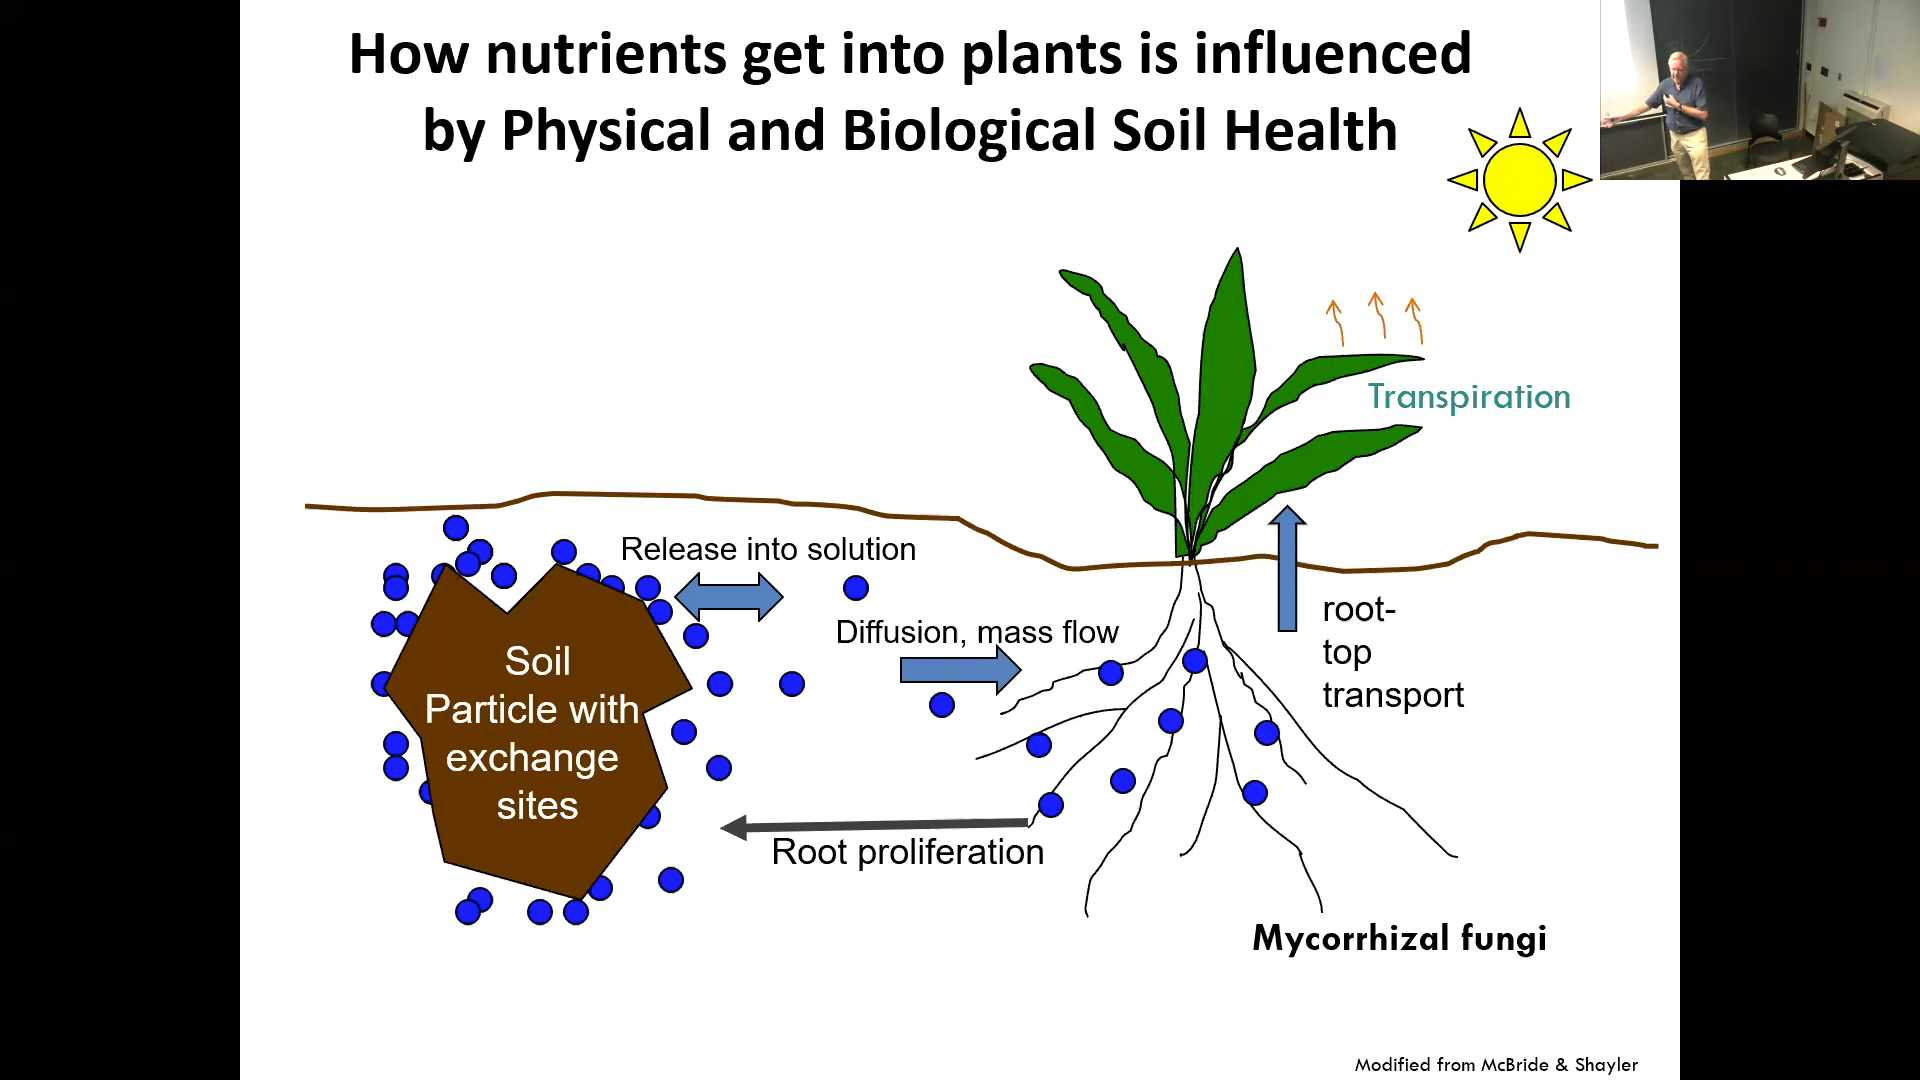 How nutrients get into plants is influenced
by Physical and Biological Soil Health
Transpiration
Release into solution
Diffusion, mass flow
root-
top
transport
Soil
Particle with
exchange
sites
Root proliferation
Mycorrhizal fungi
Modified from McBride & Shayler